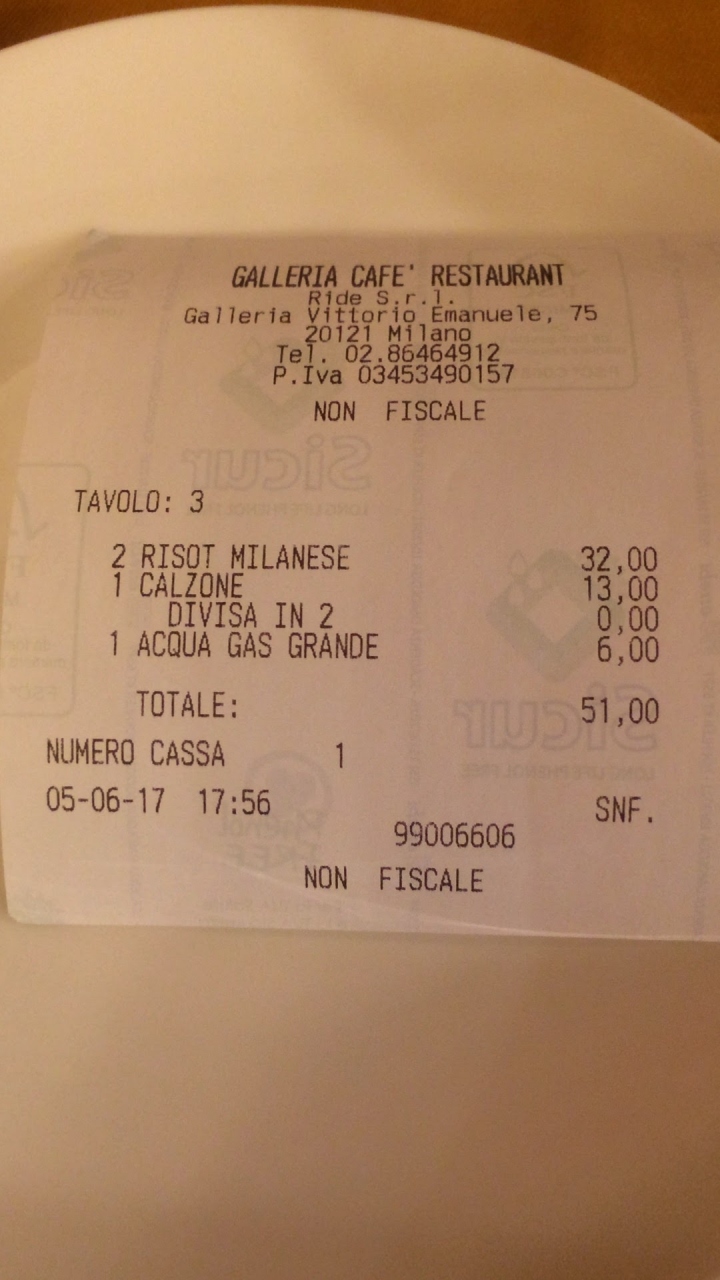 GALLERIA CAFE' RESTAURANT
Ride S.r.l.
Galleria Vittorio Emanuele, 75
20121 Milano
Tel. 02.86464912
P.Iva 03453490157
NON FISCALE
TAVOLO: 3
2 RISOT MILANESE 32,00
1 CALZONE 13,00
DIVISA IN 2 0,00
1 ACQUA GAS GRANDE 6,00
TOTALE: 51,00
NUMERO CASSA 1
05-06-17 17:56 SNF.
99006606
NON FISCALE